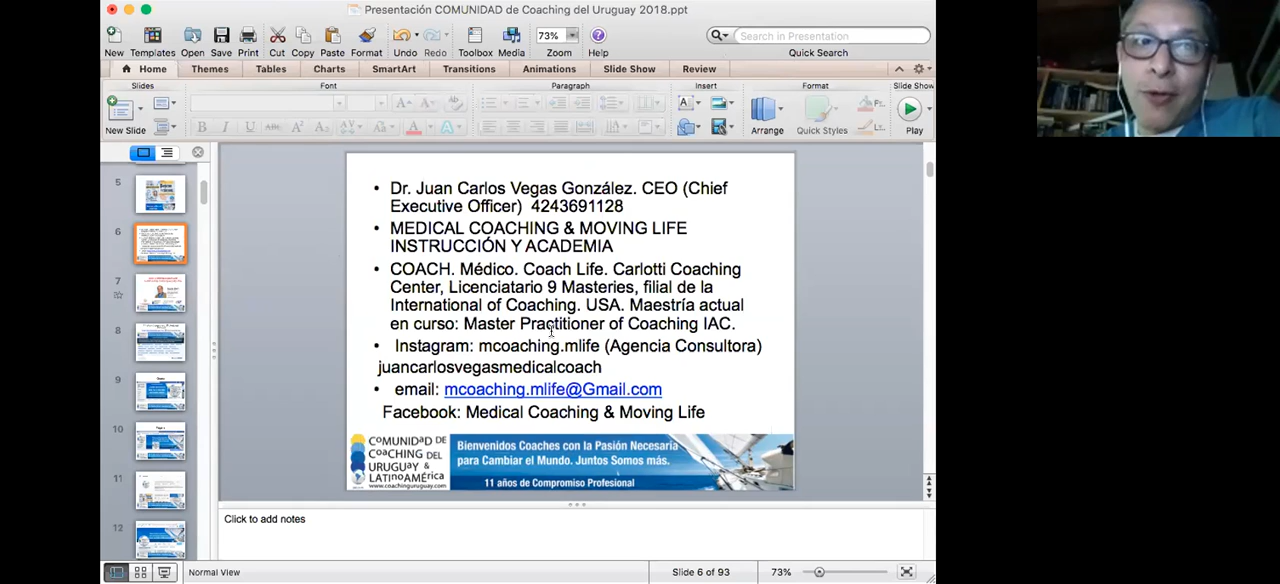 Presentación COMUNIDAD de Coaching del Uruguay 2018.ppt
New Templates Open Save Print Cut Copy Paste Format Undo Redo Toolbox Media 73% Zoom Help
Search in Presentation
Quick Search
Home Themes Tables Charts SmartArt Transitions Animations Slide Show Review
Slides Font Paragraph Insert Format Slide Show
New Slide Arrange Quick Styles Play
5
6
7
8
9
10
11
12
• Dr. Juan Carlos Vegas González. CEO (Chief
Executive Officer) 4243691128
• MEDICAL COACHING & MOVING LIFE
INSTRUCCIÓN Y ACADEMIA
• COACH. Médico. Coach Life. Carlotti Coaching
Center, Licenciatario 9 Masteries, filial de la
International of Coaching. USA. Maestría actual
en curso: Master Practitioner of Coaching IAC.
• Instagram: mcoaching.mlife (Agencia Consultora)
juancarlosvegasmedicalcoach
• email: mcoaching.mlife@Gmail.com
Facebook: Medical Coaching & Moving Life
COMUNIDAD DE
COACHING DEL
URUGUAY &
LATINOAMÉRICA
www.coachinguruguay.com
Bienvenidos Coaches con la Pasión Necesaria
para Cambiar el Mundo. Juntos Somos más.
11 años de Compromiso Profesional
Click to add notes
Normal View Slide 6 of 93 73%